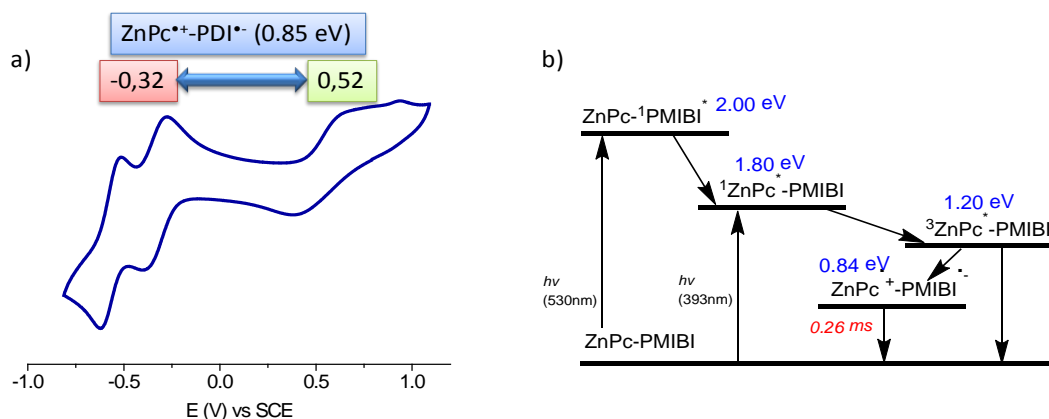 a)
ZnPc•+-PDI•- (0.85 eV)
-0,32
0,52
-1.0 -0.5 0.0 0.5 1.0
E (V) vs SCE
b)
ZnPc-¹PMIBI* 2.00 eV
1.80 eV
¹ZnPc*-PMIBI
1.20 eV
³ZnPc*-PMIBI
0.84 eV
ZnPc•+-PMIBI•-
hν
(530nm)
hν
(393nm)
0.26 ms
ZnPc-PMIBI